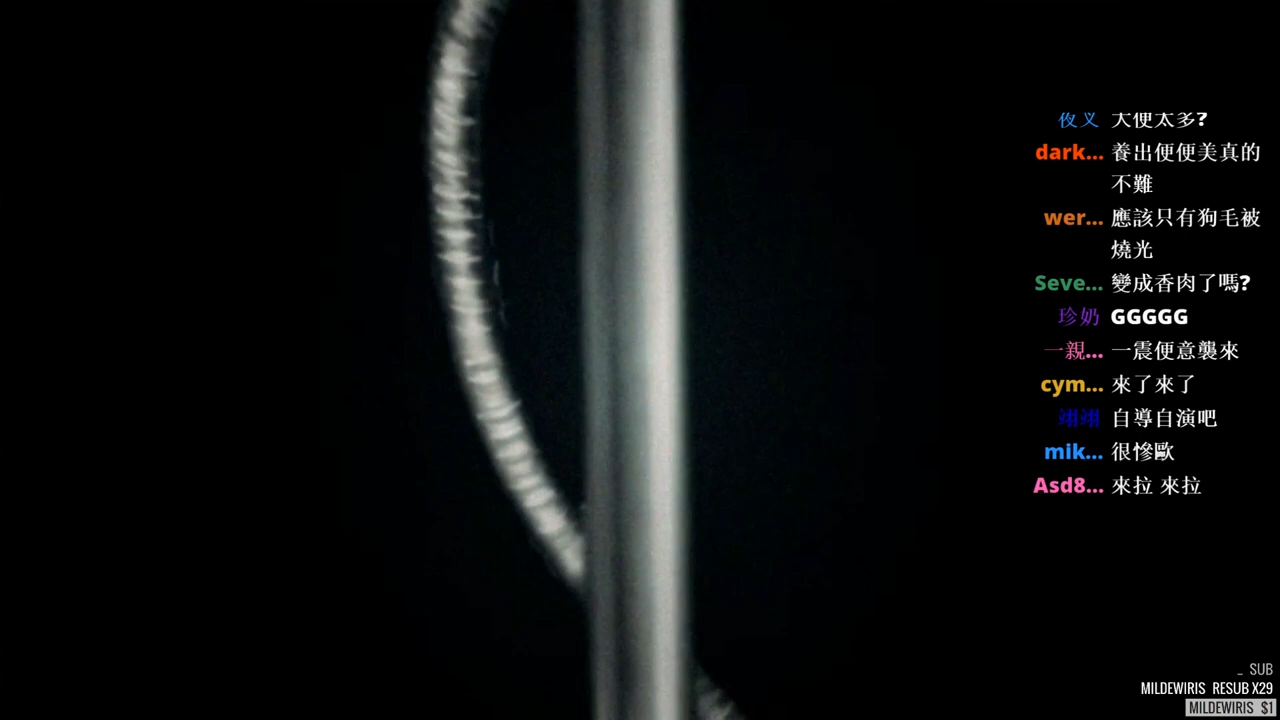 夜叉 大便太多?
dark... 養出便便美真的
不難
wer... 應該只有狗毛被
燒光
Seve... 變成香肉了嗎?
珍奶 GGGGG
一親... 一震便意襲來
cym... 來了來了
翊翊 自導自演吧
mik... 很慘歐
Asd8... 來拉 來拉
_ SUB
MILDEWIRIS RESUB X29
MILDEWIRIS $1